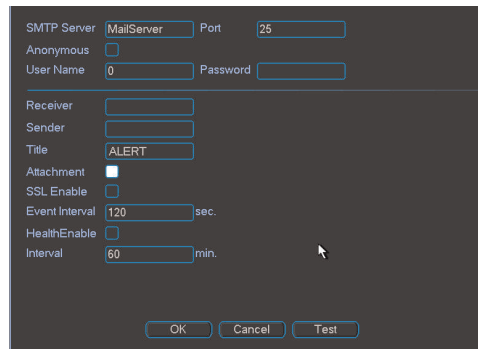 SMTP Server MailServer Port 25
Anonymous
User Name 0 Password
Receiver
Sender
Title ALERT
Attachment
SSL Enable
Event Interval 120 sec.
HealthEnable
Interval 60 min.
OK Cancel Test